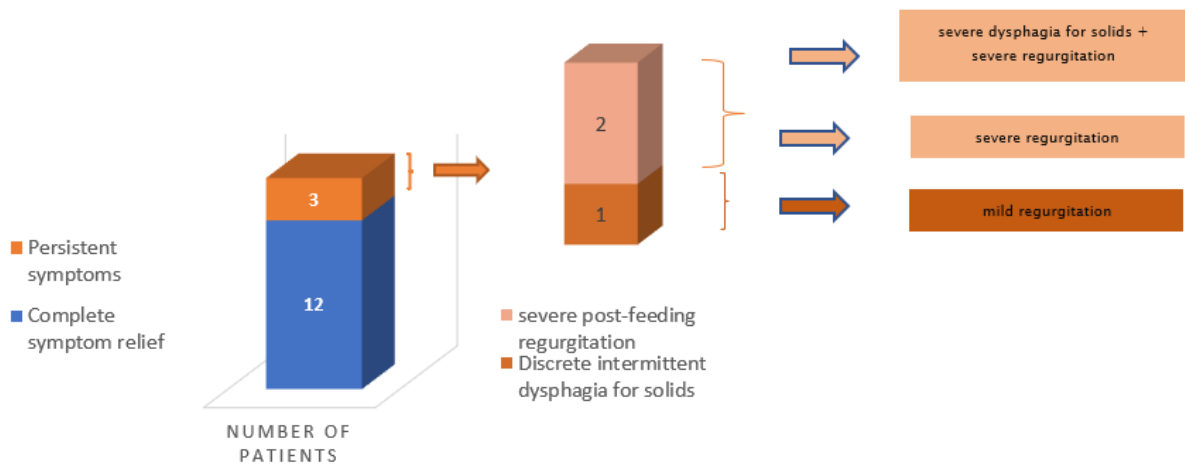 severe dysphagia for solids +
severe regurgitation
2
severe regurgitation
3
1
mild regurgitation
Persistent
symptoms
12
Complete
symptom relief
severe post-feeding
regurgitation
Discrete intermittent
dysphagia for solids
NUMBER OF
PATIENTS